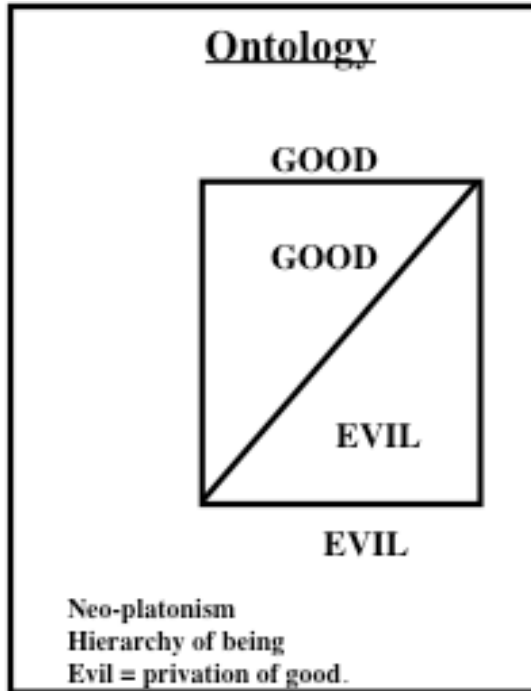 Ontology
GOOD
GOOD
EVIL
EVIL
Neo-platonism
Hierarchy of being
Evil = privation of good.